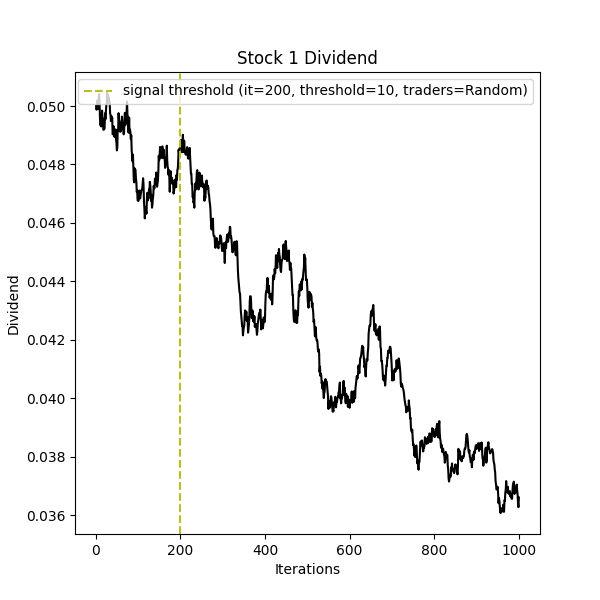 Stock 1 Dividend
signal threshold (it=200, threshold=10, traders=Random)
Dividend
0.050
0.048
0.046
0.044
0.042
0.040
0.038
0.036
0 200 400 600 800 1000
Iterations